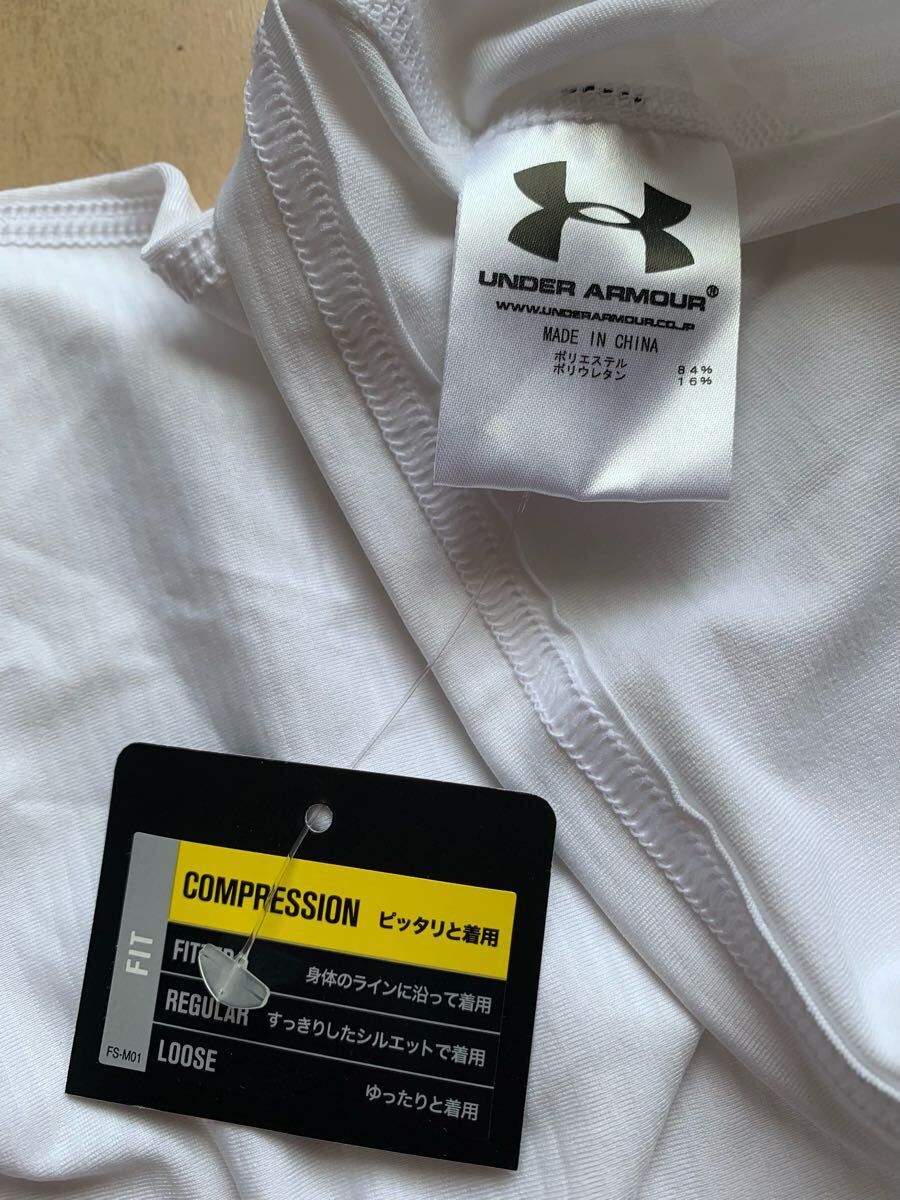 UNDER ARMOUR®
WWW.UNDERARMOUR.CO.JP
MADE IN CHINA
ポリエステル 84%
ポリウレタン 16%
FIT
FS-M01
COMPRESSION ピッタリと着用
身体のラインに沿って着用
REGULAR すっきりしたシルエットで着用
LOOSE ゆったりと着用